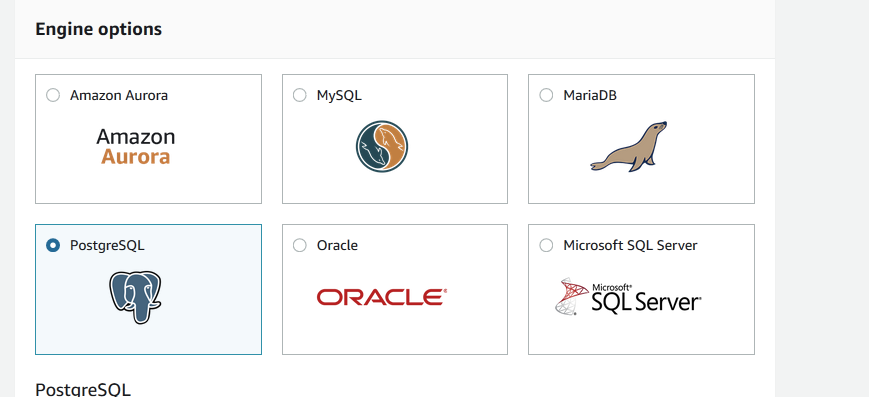 Engine options
Amazon Aurora
MySQL
MariaDB
Amazon
Aurora
PostgreSQL
Oracle
Microsoft SQL Server
ORACLE®
Microsoft®
SQL Server®
PostgreSQL